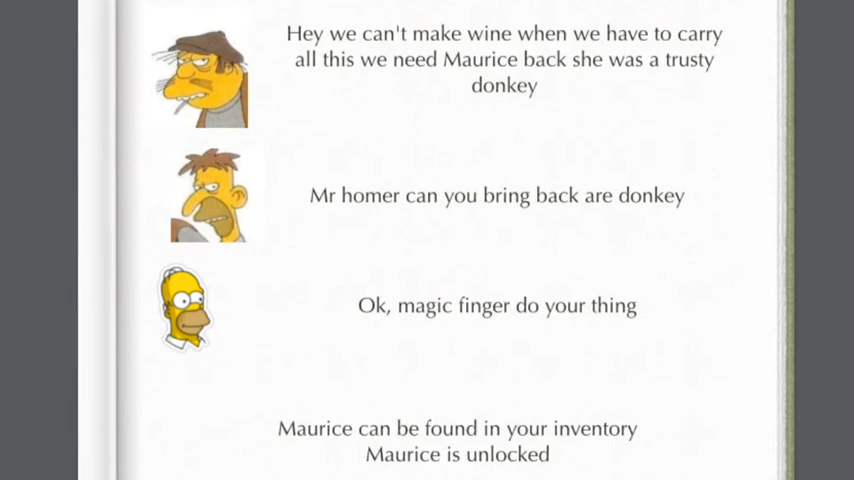 Hey we can't make wine when we have to carry
all this we need Maurice back she was a trusty
donkey
Mr homer can you bring back are donkey
Ok, magic finger do your thing
Maurice can be found in your inventory
Maurice is unlocked